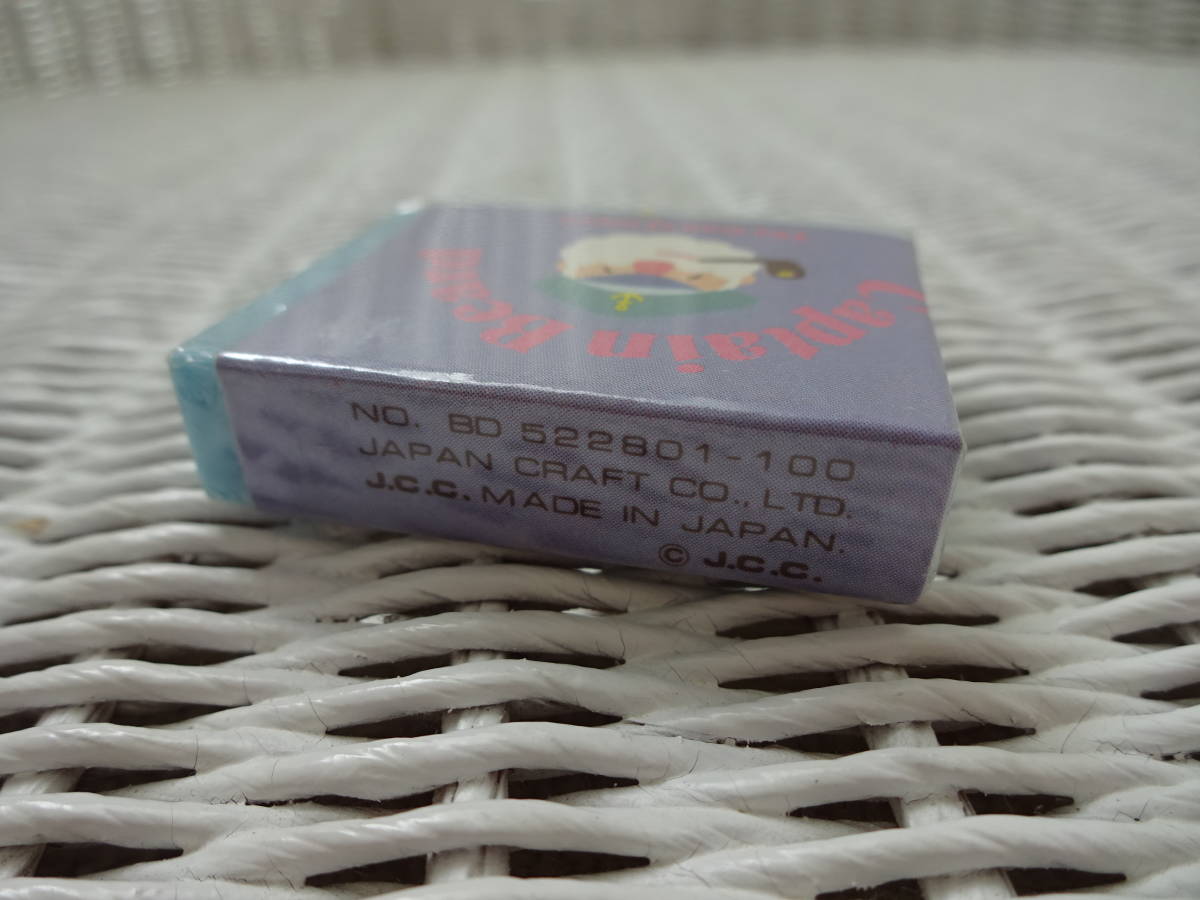 Captain Bear
NO. BD 522801-100
JAPAN CRAFT CO., LTD.
J.C.C. MADE IN JAPAN.
© J.C.C.